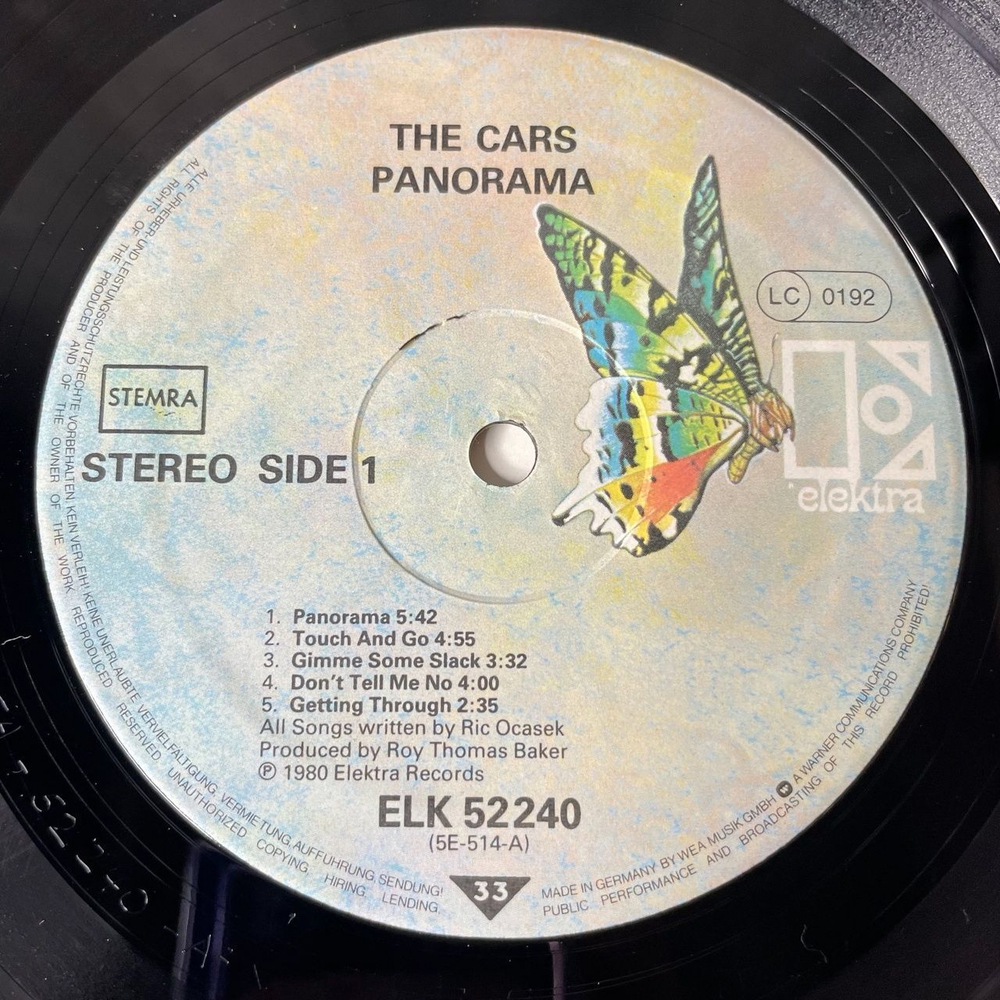 THE CARS
PANORAMA
LC 0192
STEMRA
STEREO SIDE 1
elektra
1. Panorama 5:42
2. Touch And Go 4:55
3. Gimme Some Slack 3:32
4. Don't Tell Me No 4:00
5. Getting Through 2:35
All Songs written by Ric Ocasek
Produced by Roy Thomas Baker
℗ 1980 Elektra Records
ELK 52240
(5E-514-A)
33
ALLE URHEBER- UND LEISTUNGSSCHUTZRECHTE VORBEHALTEN. KEIN VERLEIH! KEINE UNERLAUBTE VERVIELFÄLTIGUNG, VERMIETUNG, AUFFÜHRUNG, SENDUNG!
ALL RIGHTS OF THE PRODUCER AND OF THE OWNER OF THE WORK REPRODUCED RESERVED. UNAUTHORIZED COPYING, HIRING, LENDING,
MADE IN GERMANY BY WEA MUSIK GMBH A WARNER COMMUNICATIONS COMPANY
PUBLIC PERFORMANCE AND BROADCASTING OF THIS RECORD PROHIBITED!